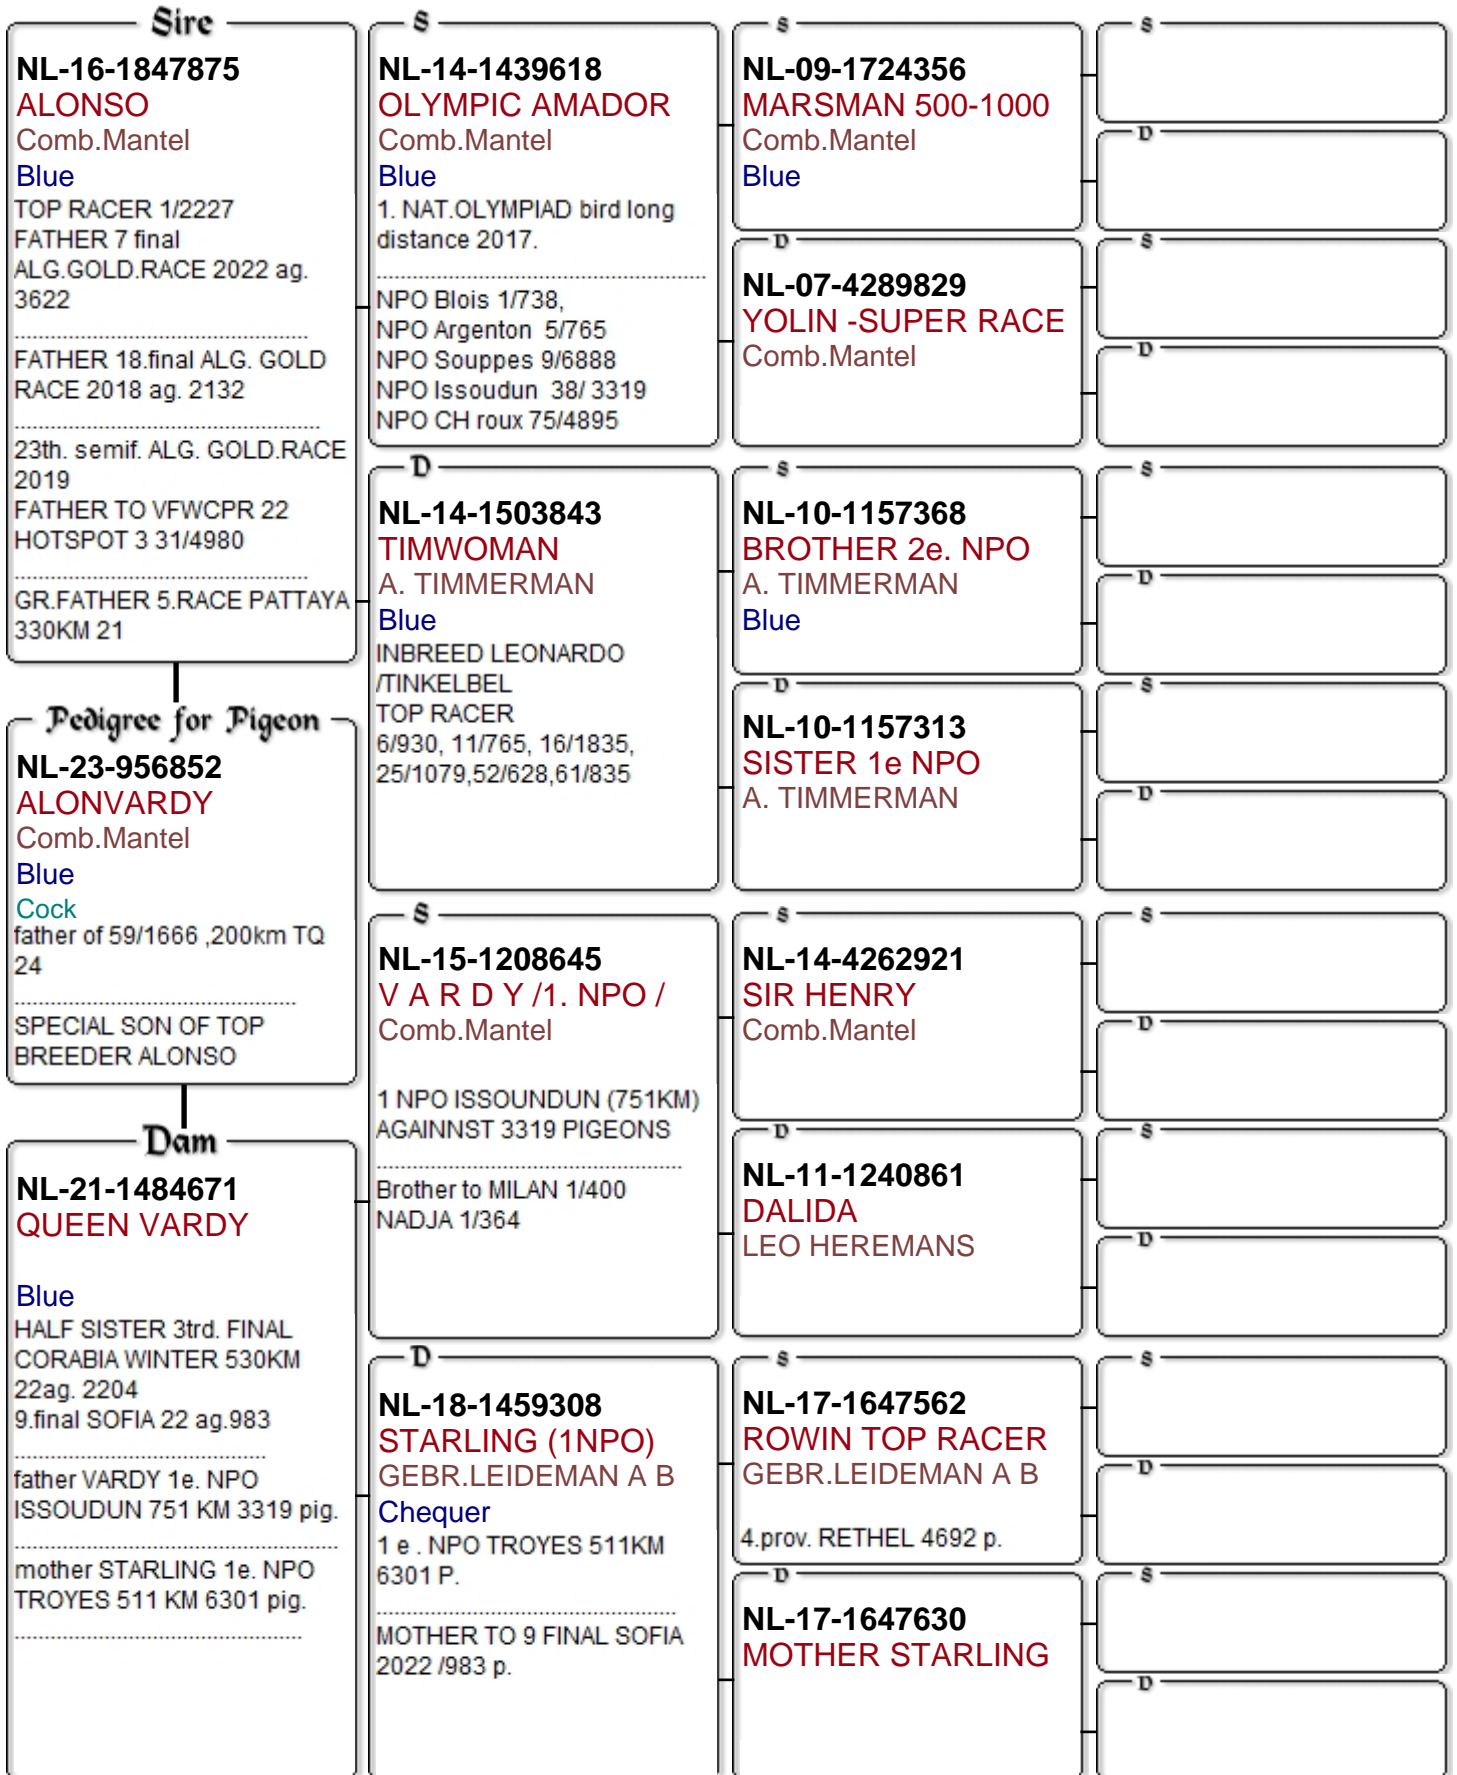 Sire
NL-16-1847875
ALONSO
Comb.Mantel
Blue
TOP RACER 1/2227
FATHER 7 final
ALG.GOLD.RACE 2022 ag.
3622
FATHER 18.final ALG. GOLD
RACE 2018 ag. 2132
23th. semif. ALG. GOLD.RACE
2019
FATHER TO VFWCPR 22
HOTSPOT 3 31/4980
GR.FATHER 5.RACE PATTAYA
330KM 21
Pedigree for Pigeon
NL-23-956852
ALONVARDY
Comb.Mantel
Blue
Cock
father of 59/1666 ,200km TQ
24
SPECIAL SON OF TOP
BREEDER ALONSO
Dam
NL-21-1484671
QUEEN VARDY
Blue
HALF SISTER 3trd. FINAL
CORABIA WINTER 530KM
22ag. 2204
9.final SOFIA 22 ag.983
father VARDY 1e. NPO
ISSOUDUN 751 KM 3319 pig.
mother STARLING 1e. NPO
TROYES 511 KM 6301 pig.
S
NL-14-1439618
OLYMPIC AMADOR
Comb.Mantel
Blue
1. NAT.OLYMPIAD bird long
distance 2017.
NPO Blois 1/738,
NPO Argenton  5/765
NPO Souppes 9/6888
NPO Issoudun  38/ 3319
NPO CH roux 75/4895
D
NL-14-1503843
TIMWOMAN
A. TIMMERMAN
Blue
INBREED LEONARDO
/TINKELBEL
TOP RACER
6/930, 11/765, 16/1835,
25/1079,52/628,61/835
S
NL-15-1208645
V A R D Y /1. NPO /
Comb.Mantel
1 NPO ISSOUNDUN (751KM)
AGAINNST 3319 PIGEONS
Brother to MILAN 1/400
NADJA 1/364
D
NL-18-1459308
STARLING (1NPO)
GEBR.LEIDEMAN A B
Chequer
1 e . NPO TROYES 511KM
6301 P.
MOTHER TO 9 FINAL SOFIA
2022 /983 p.
S
NL-09-1724356
MARSMAN 500-1000
Comb.Mantel
Blue
D
NL-07-4289829
YOLIN -SUPER RACE
Comb.Mantel
S
NL-10-1157368
BROTHER 2e. NPO
A. TIMMERMAN
Blue
D
NL-10-1157313
SISTER 1e NPO
A. TIMMERMAN
S
NL-14-4262921
SIR HENRY
Comb.Mantel
D
NL-11-1240861
DALIDA
LEO HEREMANS
S
NL-17-1647562
ROWIN TOP RACER
GEBR.LEIDEMAN A B
4.prov. RETHEL 4692 p.
D
NL-17-1647630
MOTHER STARLING
S
D
S
D
S
D
S
D
S
D
S
D
S
D
S
D